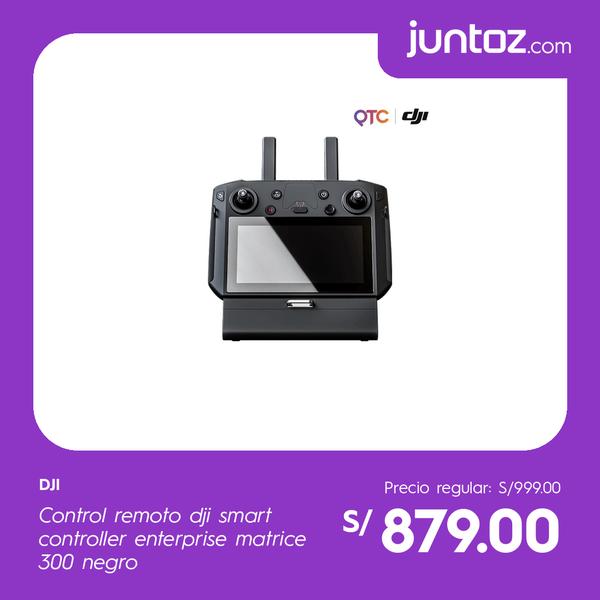 juntoz.com
QTC | dji
DJI
Control remoto dji smart
controller enterprise matrice
300 negro
Precio regular: S/999.00
S/ 879.00